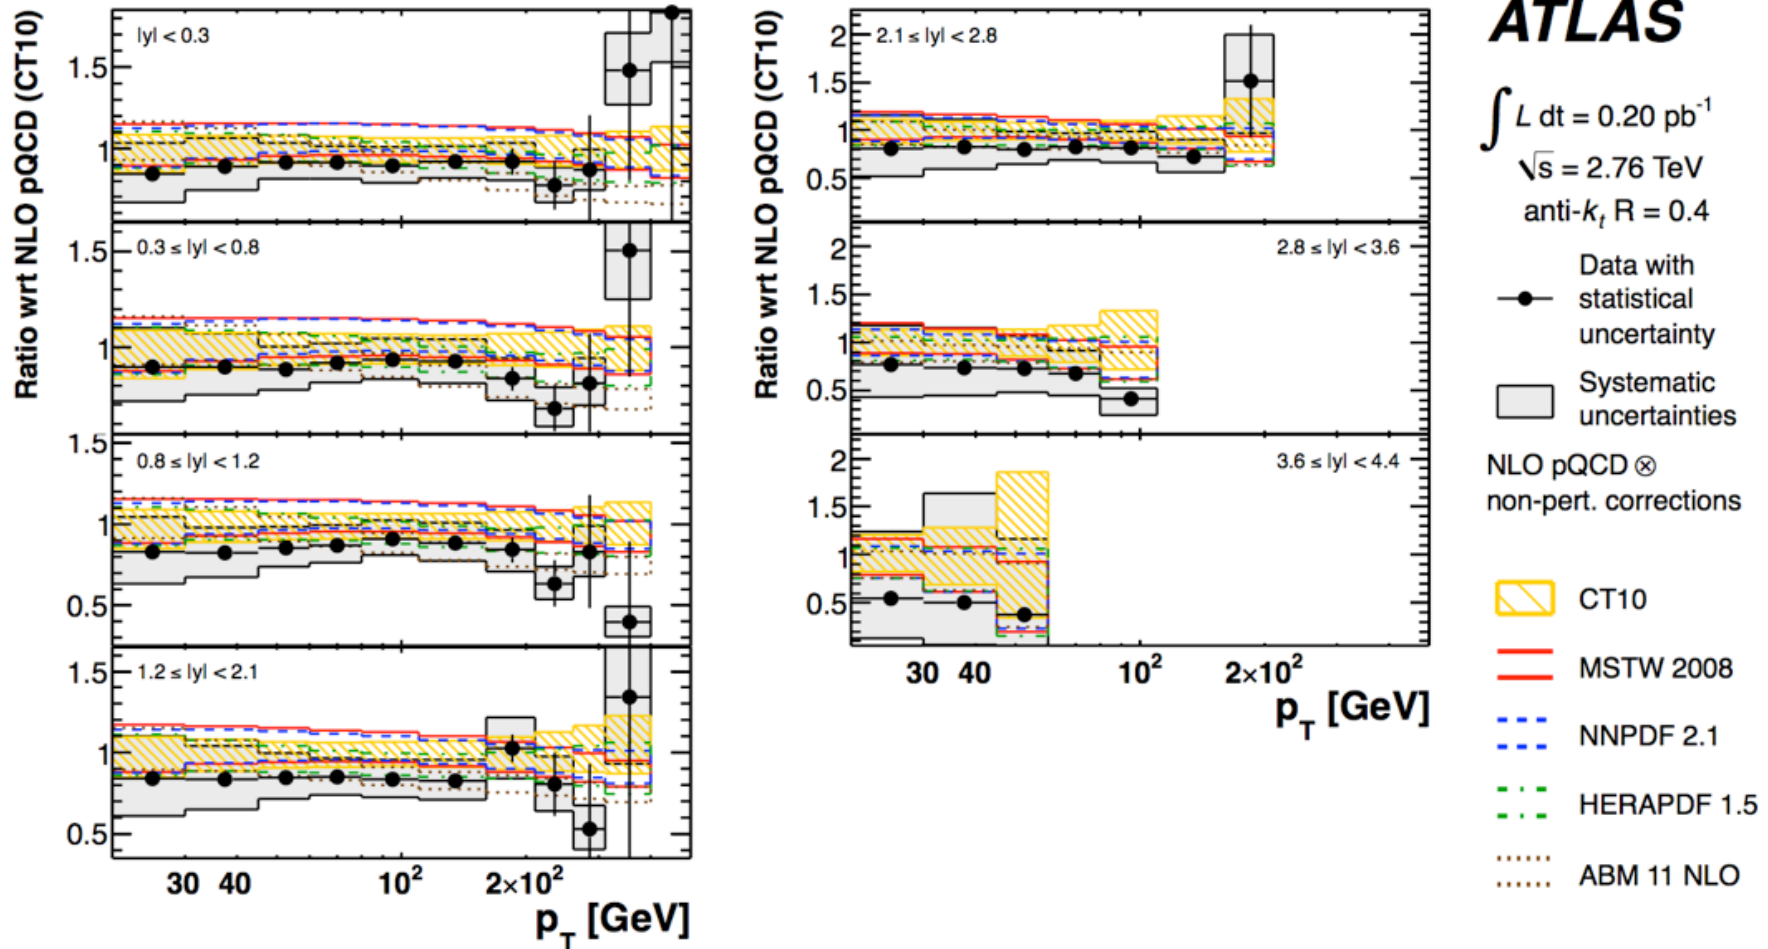 Ratio wrt NLO pQCD (CT10)
|y| < 0.3
1.5
1
0.3 ≤ |y| < 0.8
1.5
1
0.8 ≤ |y| < 1.2
1.5
1
0.5
1.2 ≤ |y| < 2.1
1.5
1
0.5
30 40 10² 2×10²
p_T [GeV]
Ratio wrt NLO pQCD (CT10)
2.1 ≤ |y| < 2.8
2
1.5
1
0.5
2.8 ≤ |y| < 3.6
2
1.5
1
0.5
3.6 ≤ |y| < 4.4
2
1.5
1
0.5
30 40 10² 2×10²
p_T [GeV]
ATLAS
∫ L dt = 0.20 pb⁻¹
√s = 2.76 TeV
anti-k_t R = 0.4
Data with
statistical
uncertainty
Systematic
uncertainties
NLO pQCD ⊗
non-pert. corrections
CT10
MSTW 2008
NNPDF 2.1
HERAPDF 1.5
ABM 11 NLO